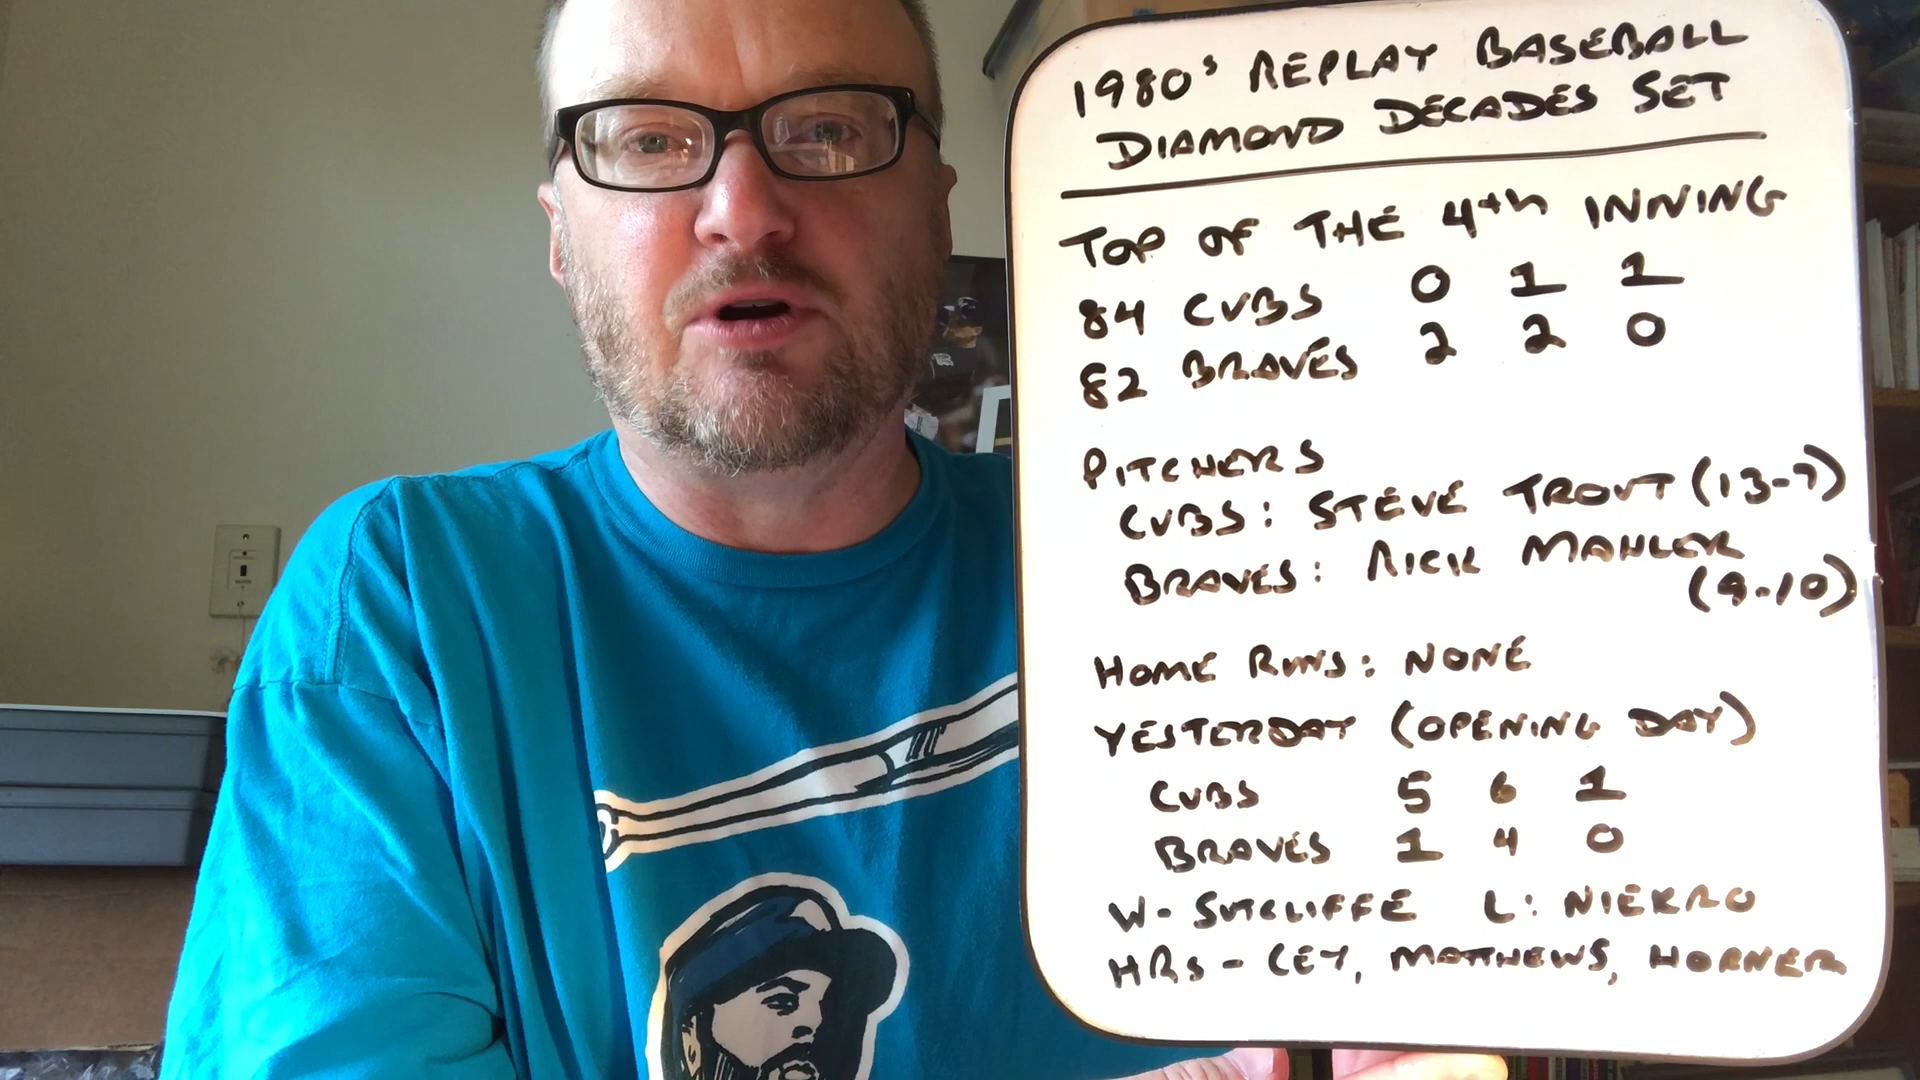 1980s REPLAY BASEBALL
DIAMOND DECADES SET
TOP OF THE 4th INNING
84 CUBS 0 1 1
82 BRAVES 2 2 0
PITCHERS
CUBS: STEVE TROUT (13-7)
BRAVES: RICK MAHLER
(9-10)
HOME RUNS: NONE
YESTERDAY (OPENING DAY)
CUBS 5 6 1
BRAVES 1 4 0
W- SUTCLIFFE L: NIEKRO
HRs - CEY, MATTHEWS, HORNER